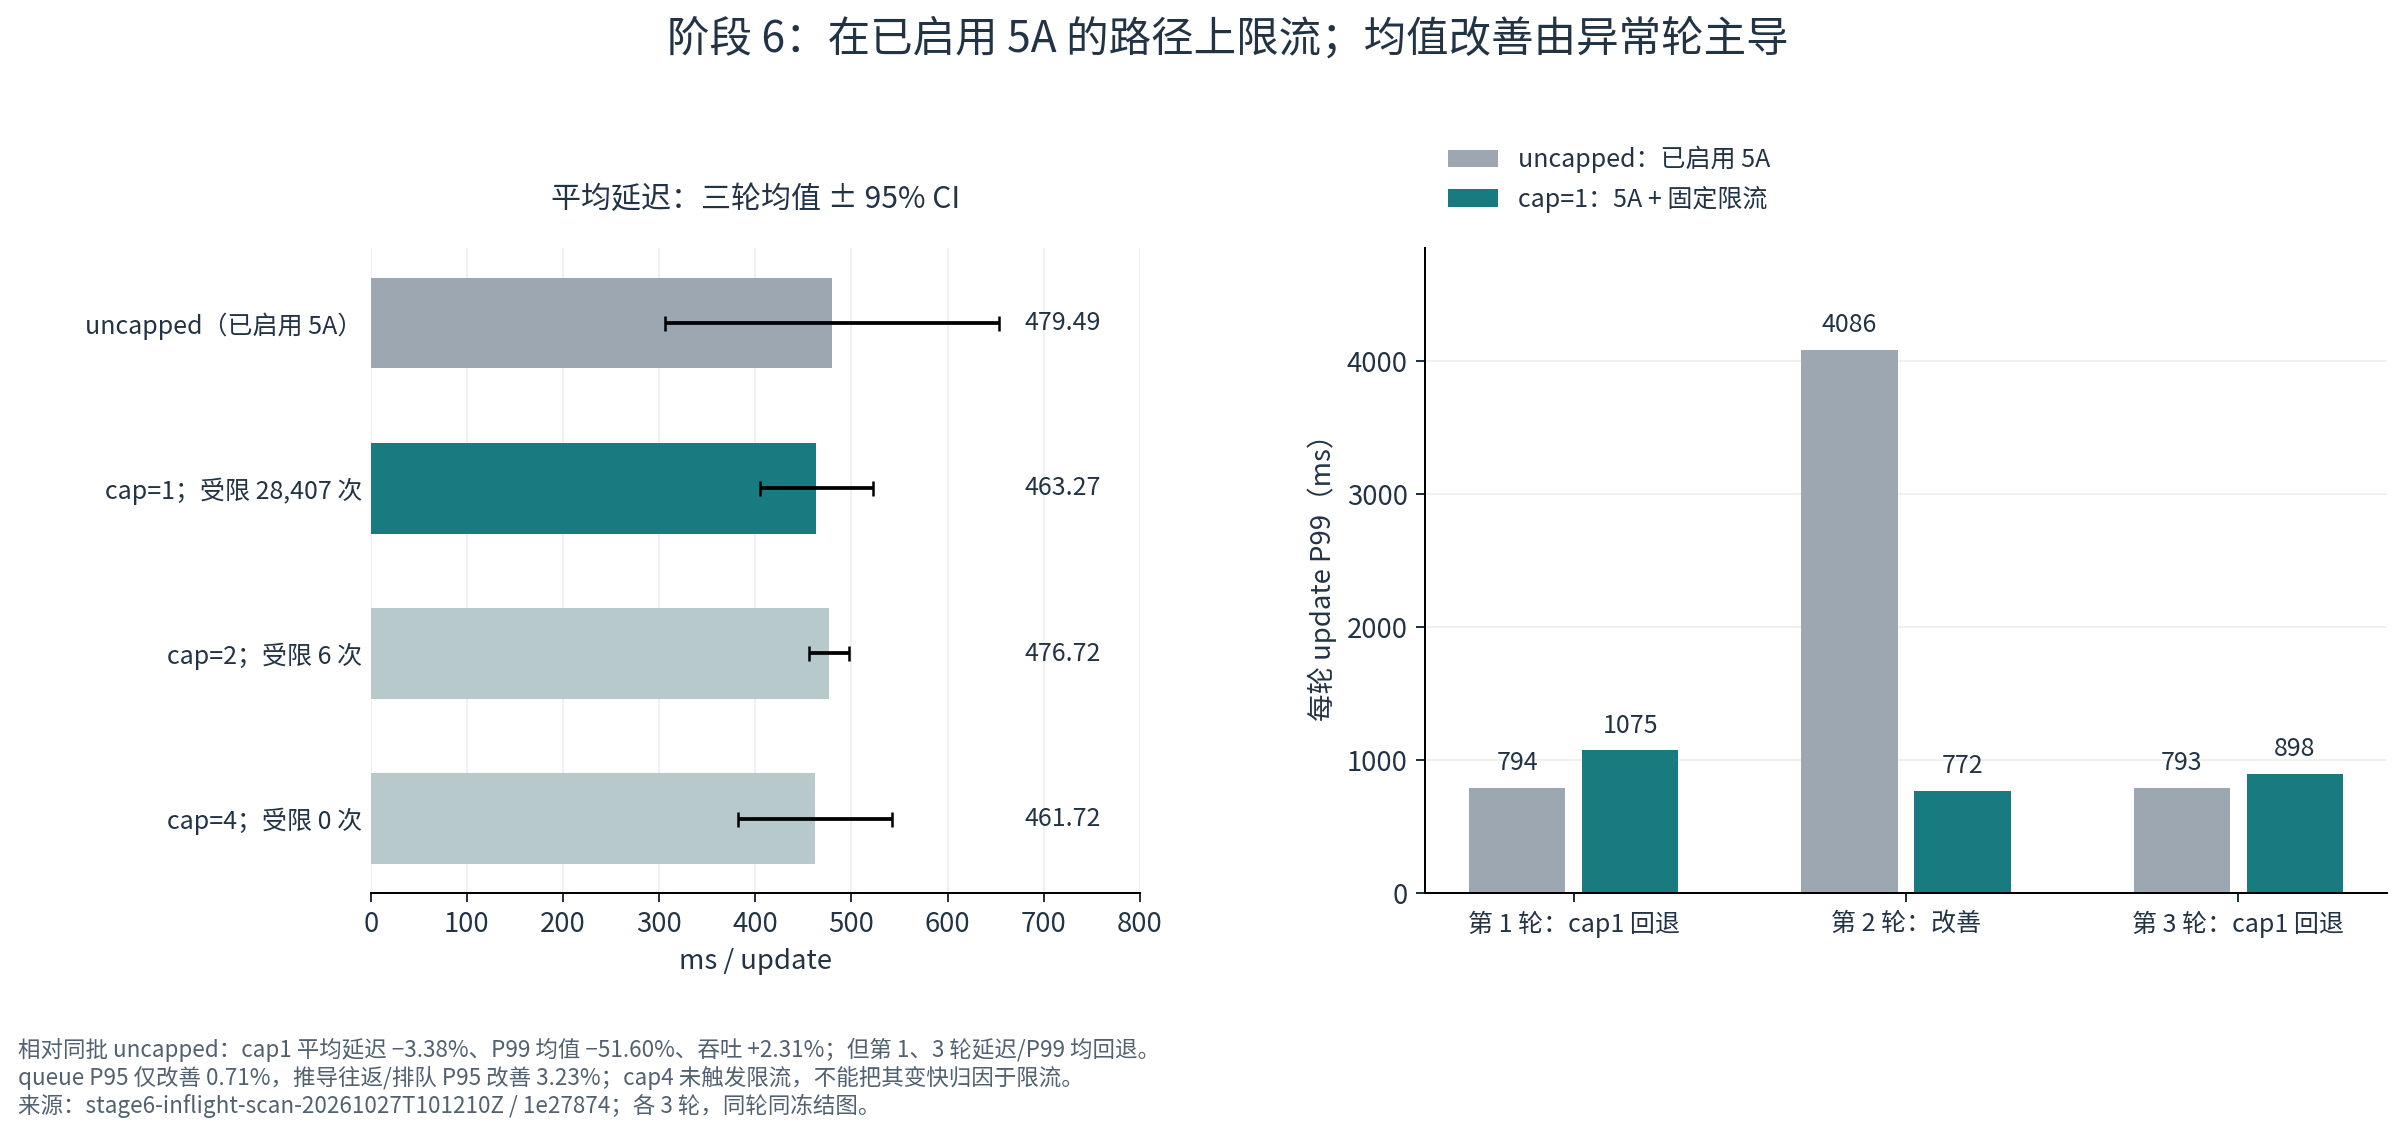 阶段 6：在已启用 5A 的路径上限流；均值改善由异常轮主导
平均延迟：三轮均值 ± 95% CI
uncapped（已启用 5A）
479.49
cap=1；受限 28,407 次
463.27
cap=2；受限 6 次
476.72
cap=4；受限 0 次
461.72
0 100 200 300 400 500 600 700 800
ms / update
uncapped：已启用 5A
cap=1：5A + 固定限流
每轮 update P99（ms）
4000
3000
2000
1000
0
794
1075
4086
772
793
898
第 1 轮：cap1 回退
第 2 轮：改善
第 3 轮：cap1 回退
相对同批 uncapped：cap1 平均延迟 −3.38%、P99 均值 −51.60%、吞吐 +2.31%；但第 1、3 轮延迟/P99 均回退。
queue P95 仅改善 0.71%，推导往返/排队 P95 改善 3.23%；cap4 未触发限流，不能把其变快归因于限流。
来源：stage6-inflight-scan-20261027T101210Z / 1e27874；各 3 轮，同轮同冻结图。